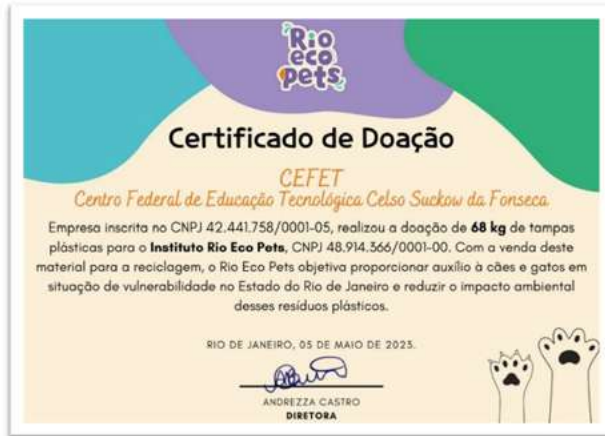 Rio
eco
pets
Certificado de Doação
CEFET
Centro Federal de Educação Tecnológica Celso Suckow da Fonseca
Empresa inscrita no CNPJ 42.441.758/0001-05, realizou a doação de 68 kg de tampas
plásticas para o Instituto Rio Eco Pets, CNPJ 48.914.366/0001-00. Com a venda deste
material para a reciclagem, o Rio Eco Pets objetiva proporcionar auxílio à cães e gatos em
situação de vulnerabilidade no Estado do Rio de Janeiro e reduzir o impacto ambiental
desses resíduos plásticos.
RIO DE JANEIRO, 05 DE MAIO DE 2023.
ANDREZZA CASTRO
DIRETORA